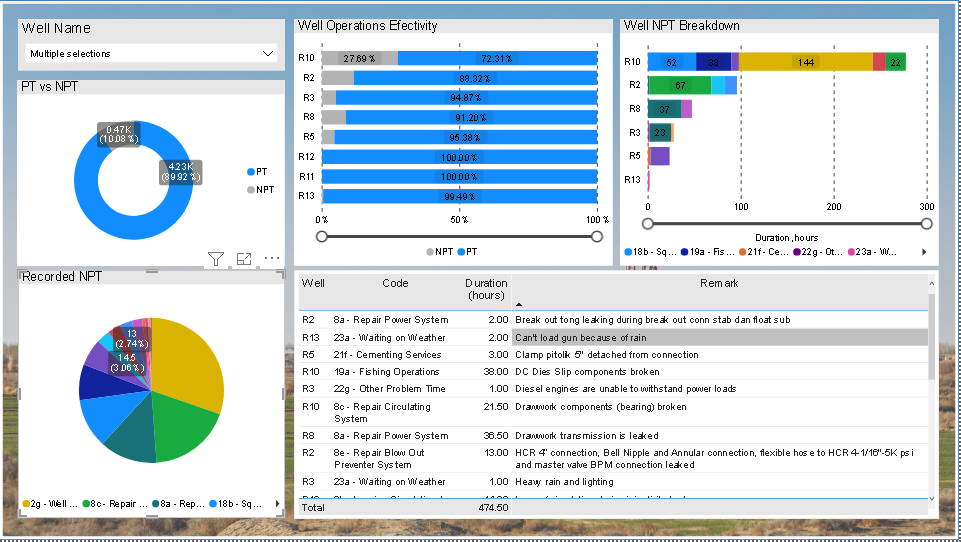 Well Name
Multiple selections
PT vs NPT
0.47K
(10.08 %)
4.23K
(89.92%)
PT
NPT
Recorded NPT
13
(2.74%)
14.5
(3.06%)
2g - Well ...
8c - Repair ...
8a - Rep...
18b - Sq...
Well Operations Efectivity
R10 27.69 % 72.31%
R2 88.32%
R3 94.87%
R8 91.20%
R5 95.38%
R12 100.00%
R11 100.00%
R13 99.49%
0 % 50 % 100 %
NPT PT
Well NPT Breakdown
R10 52 38 144 22
R2 67
R8 37
R3 23
R5
R13
0 100 200 300
Duration ,hours
18b - Sq... 19a - Fis ... 21f - Ce... 22g - Ot... 23a - W...
Well Code Duration (hours) Remark
R2 8a - Repair Power System 2.00 Break out tong leaking during break out conn stab dan float sub
R13 23a - Waiting on Weather 2.00 Can't load gun because of rain
R5 21f - Cementing Services 3.00 Clamp pitolik 5" detached from connection
R10 19a - Fishing Operations 38.00 DC Dies Slip components broken
R3 22g - Other Problem Time 1.00 Diesel engines are unable to withstand power loads
R10 8c - Repair Circulating System 21.50 Drawwork components (bearing) broken
R8 8a - Repair Power System 36.50 Drawwork transmission is leaked
R2 8e - Repair Blow Out Preventer System 13.00 HCR 4" connection, Bell Nipple and Annular connection, flexible hose to HCR 4-1/16"-5K psi
and master valve BPM connection leaked
R3 23a - Waiting on Weather 1.00 Heavy rain and lighting
Total 474.50